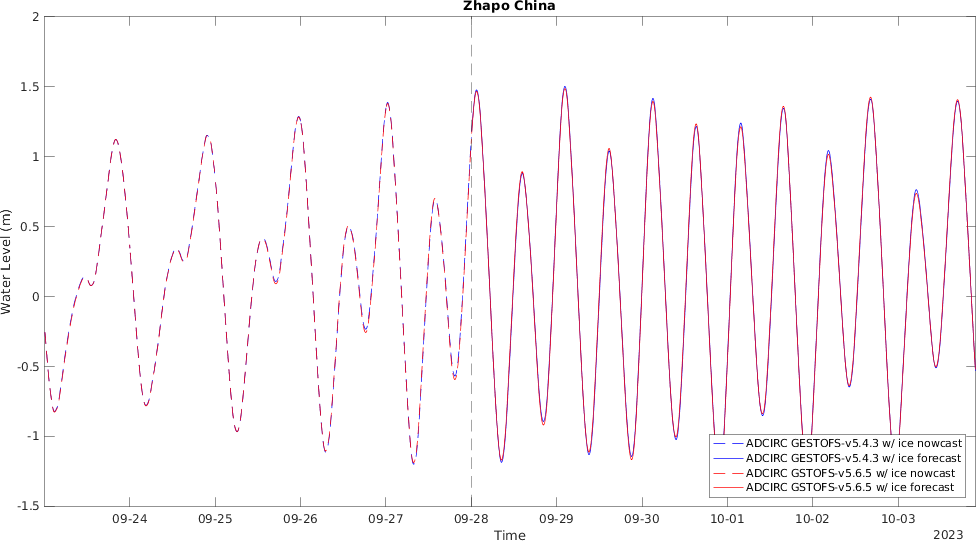 Zhapo China
2
1.5
1
0.5
0
-0.5
-1
-1.5
Water Level (m)
09-24 09-25 09-26 09-27 09-28 09-29 09-30 10-01 10-02 10-03
Time
2023
ADCIRC GESTOFS-v5.4.3 w/ ice nowcast
ADCIRC GESTOFS-v5.4.3 w/ ice forecast
ADCIRC GSTOFS-v5.6.5 w/ ice nowcast
ADCIRC GSTOFS-v5.6.5 w/ ice forecast